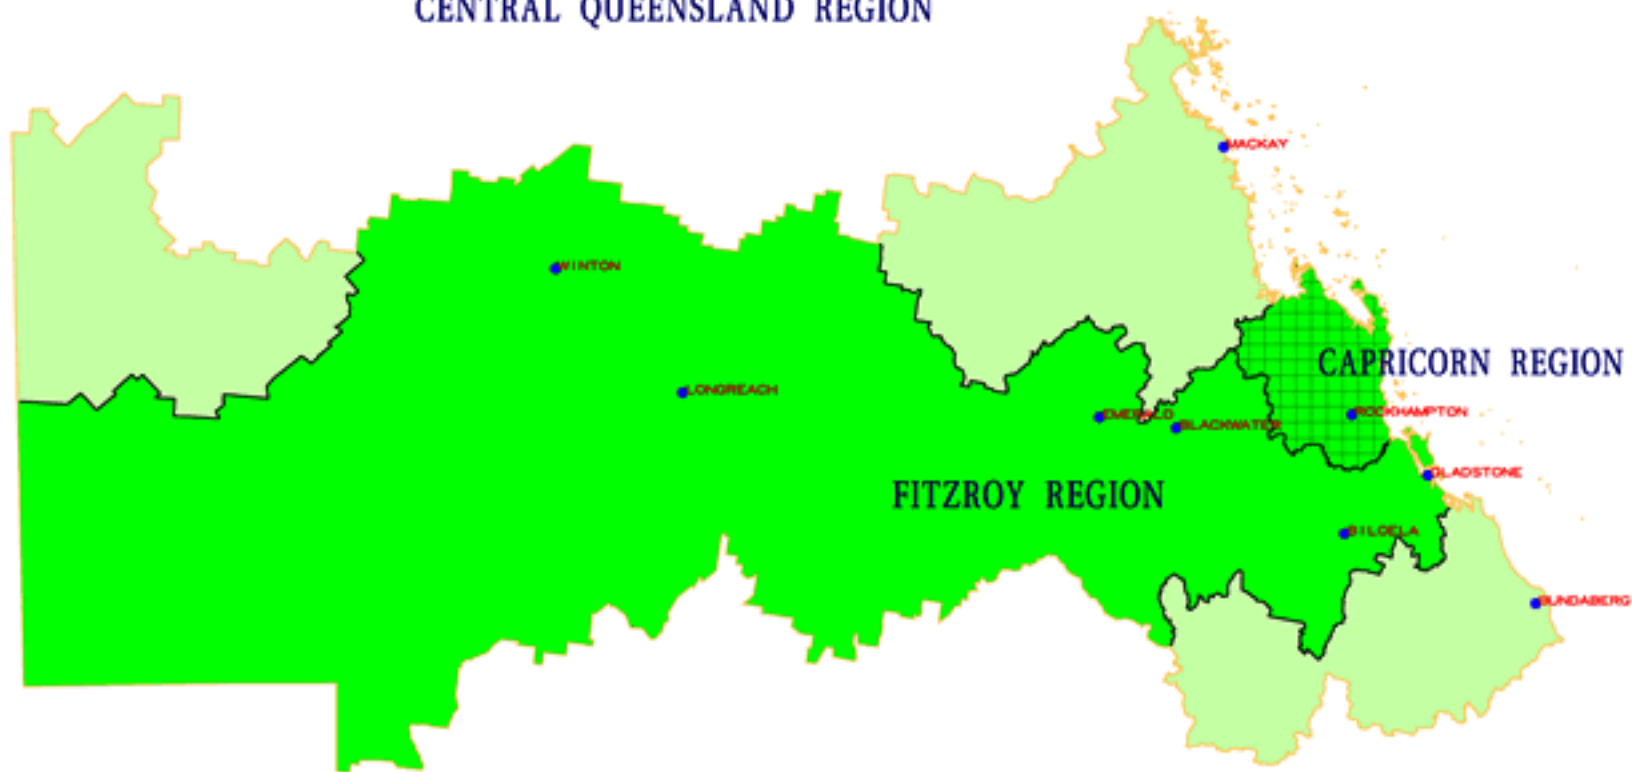 CENTRAL QUEENSLAND REGION
MACKAY
WINTON
CAPRICORN REGION
LONGREACH
EMERALD
ROCKHAMPTON
BLACKWATER
GLADSTONE
FITZROY REGION
BILOELA
BUNDABERG